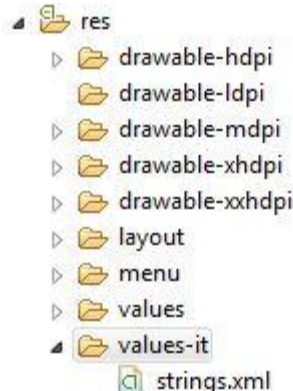 res
drawable-hdpi
drawable-ldpi
drawable-mdpi
drawable-xhdpi
drawable-xxhdpi
layout
menu
values
values-it
strings.xml